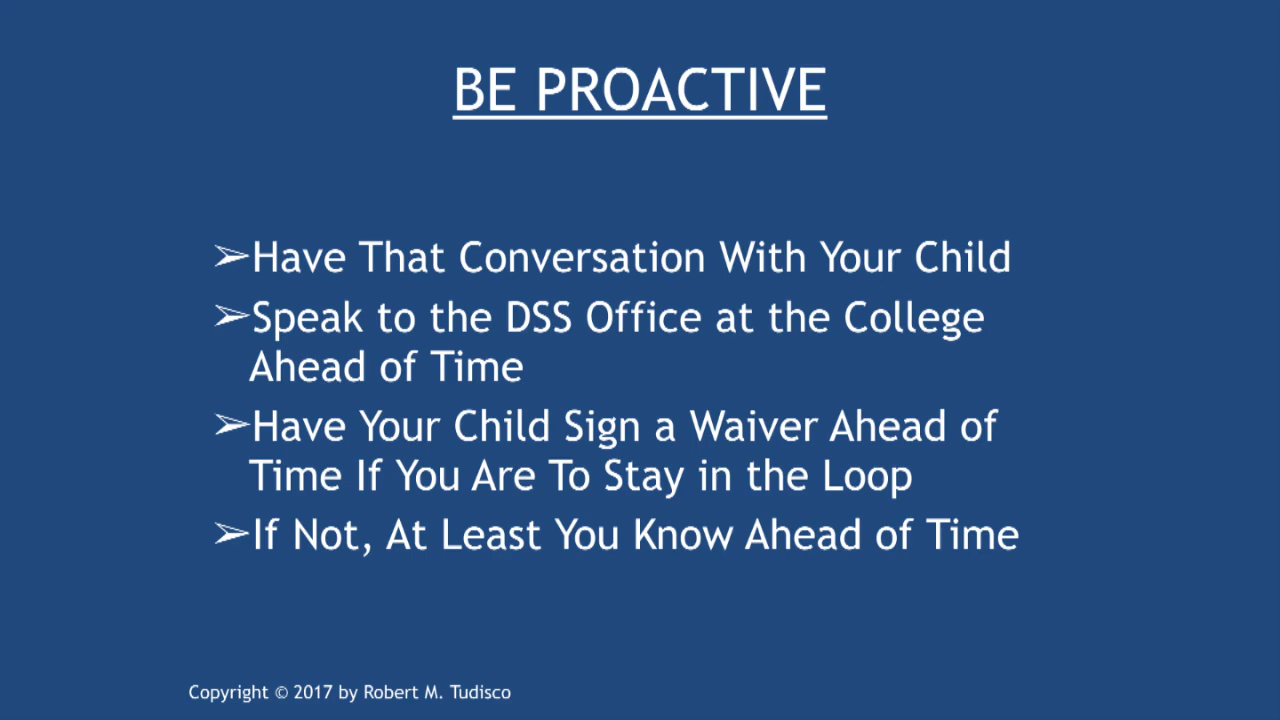 BE PROACTIVE
➢Have That Conversation With Your Child
➢Speak to the DSS Office at the College
Ahead of Time
➢Have Your Child Sign a Waiver Ahead of
Time If You Are To Stay in the Loop
➢If Not, At Least You Know Ahead of Time
Copyright © 2017 by Robert M. Tudisco